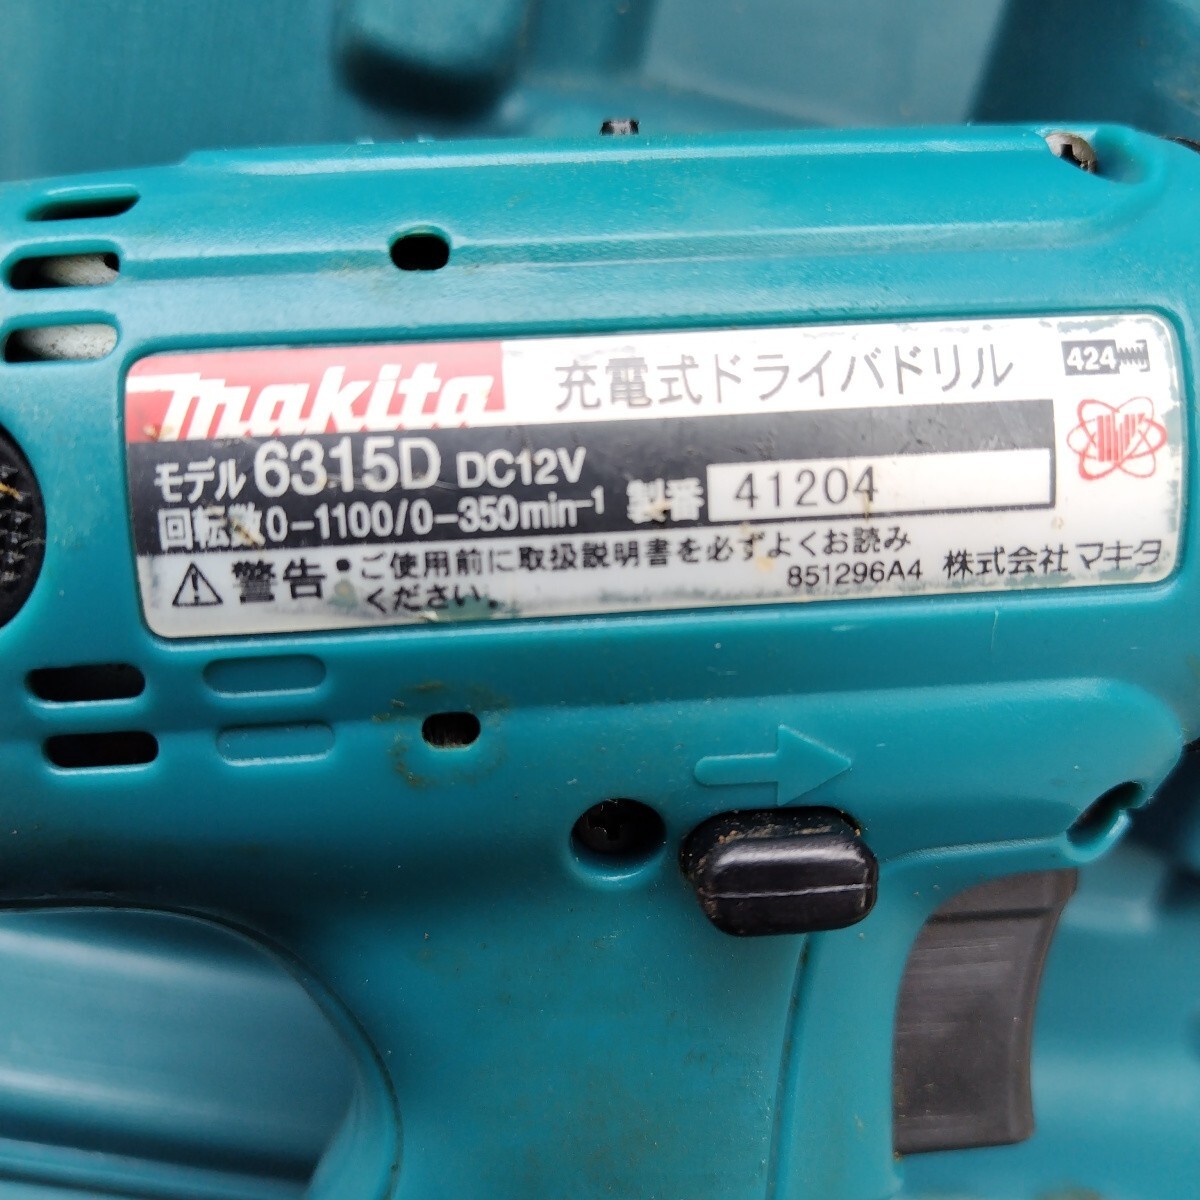 makita 充電式ドライバドリル 424
モデル 6315D DC12V
回転数0-1100/0-350min-1 製番 41204
警告 •ご使用前に取扱説明書を必ずよくお読み
ください。
851296A4 株式会社 マキタ